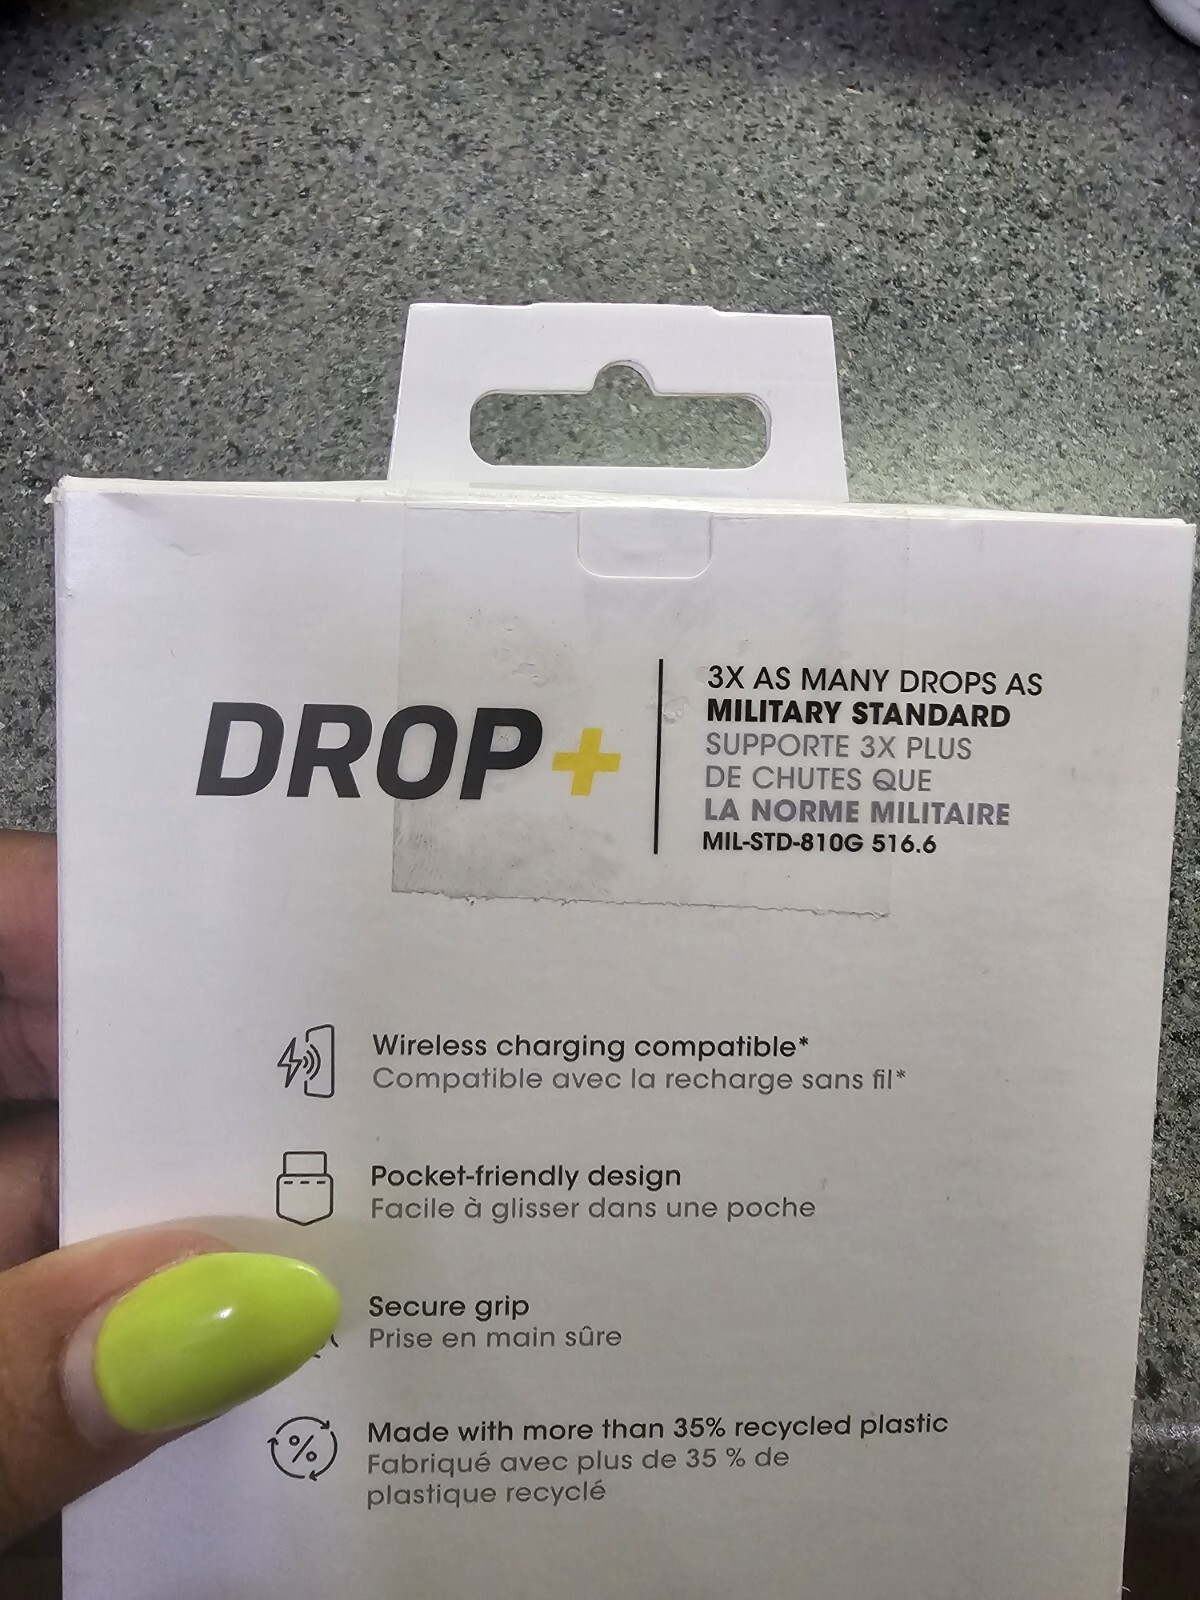 DROP+
3X AS MANY DROPS AS
MILITARY STANDARD
SUPPORTE 3X PLUS
DE CHUTES QUE
LA NORME MILITAIRE
MIL-STD-810G 516.6
Wireless charging compatible*
Compatible avec la recharge sans fil*
Pocket-friendly design
Facile à glisser dans une poche
Secure grip
Prise en main sûre
%
Made with more than 35% recycled plastic
Fabriqué avec plus de 35 % de
plastique recyclé